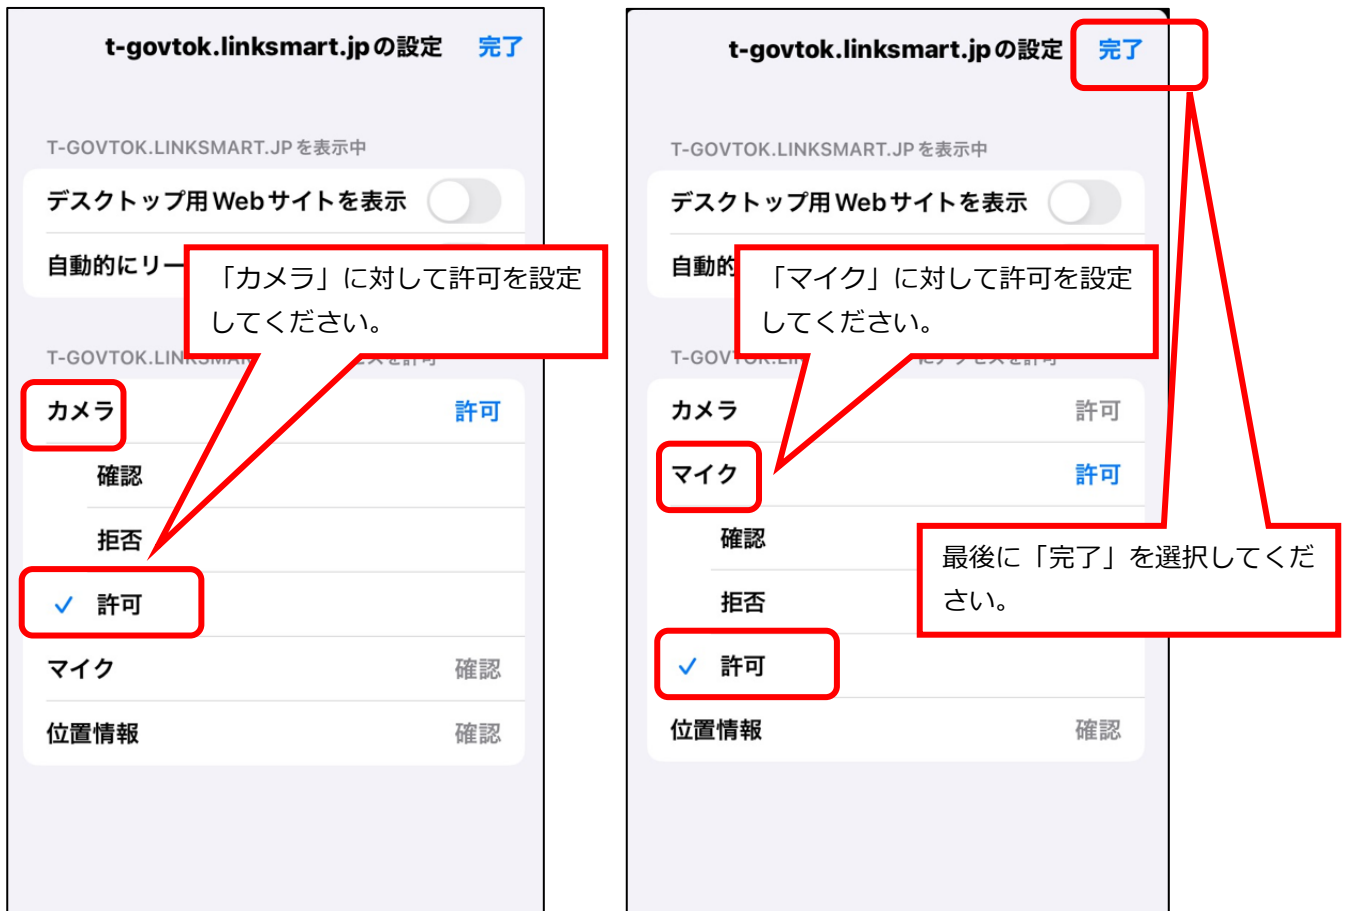 t-govtok.linksmart.jpの設定 完了
T-GOVTOK.LINKSMART.JPを表示中
デスクトップ用Webサイトを表示
自動的にリー
「カメラ」に対して許可を設定
してください。
カメラ 許可
確認
拒否
許可
マイク 確認
位置情報 確認
t-govtok.linksmart.jpの設定 完了
T-GOVTOK.LINKSMART.JPを表示中
デスクトップ用Webサイトを表示
自動的
「マイク」に対して許可を設定
してください。
カメラ 許可
マイク 許可
確認
拒否
許可
位置情報 確認
最後に「完了」を選択してくだ
さい。